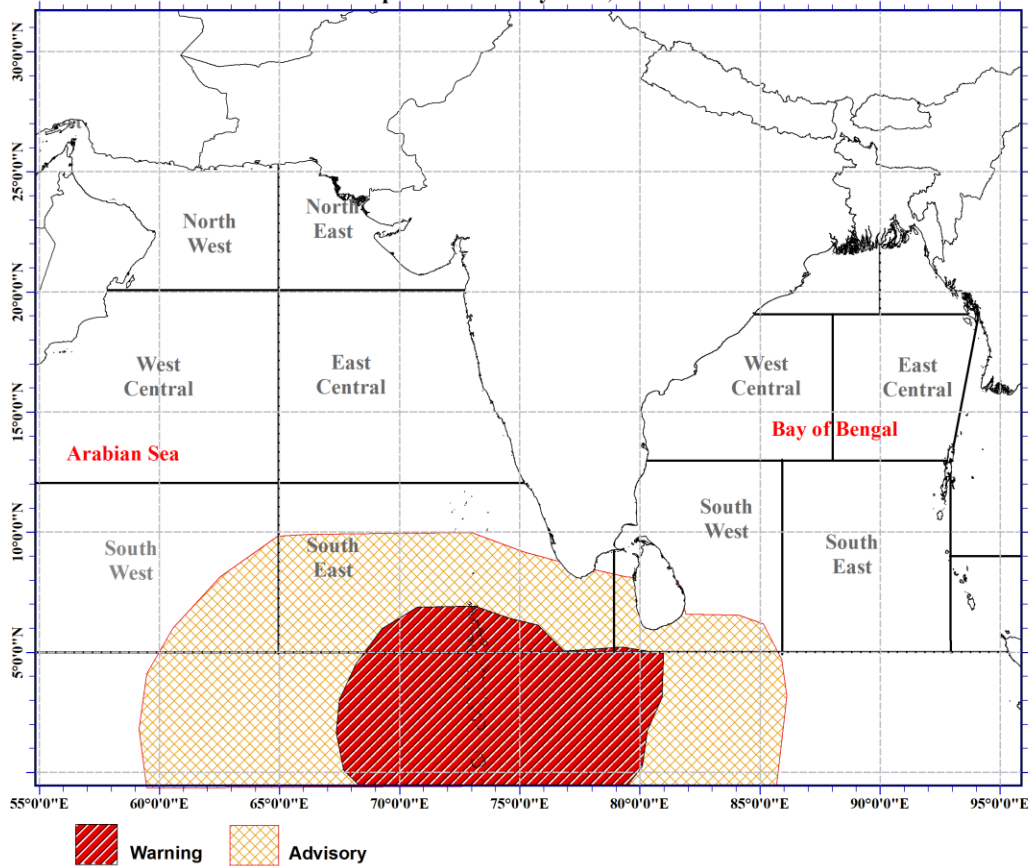 30°0'0"N
25°0'0"N
20°0'0"N
15°0'0"N
10°0'0"N
5°0'0"N
North
West
North
East
West
Central
East
Central
Arabian Sea
South
West
South
East
West
Central
East
Central
Bay of Bengal
South
West
South
East
55°0'0"E
60°0'0"E
65°0'0"E
70°0'0"E
75°0'0"E
80°0'0"E
85°0'0"E
90°0'0"E
95°0'0"E
Warning
Advisory